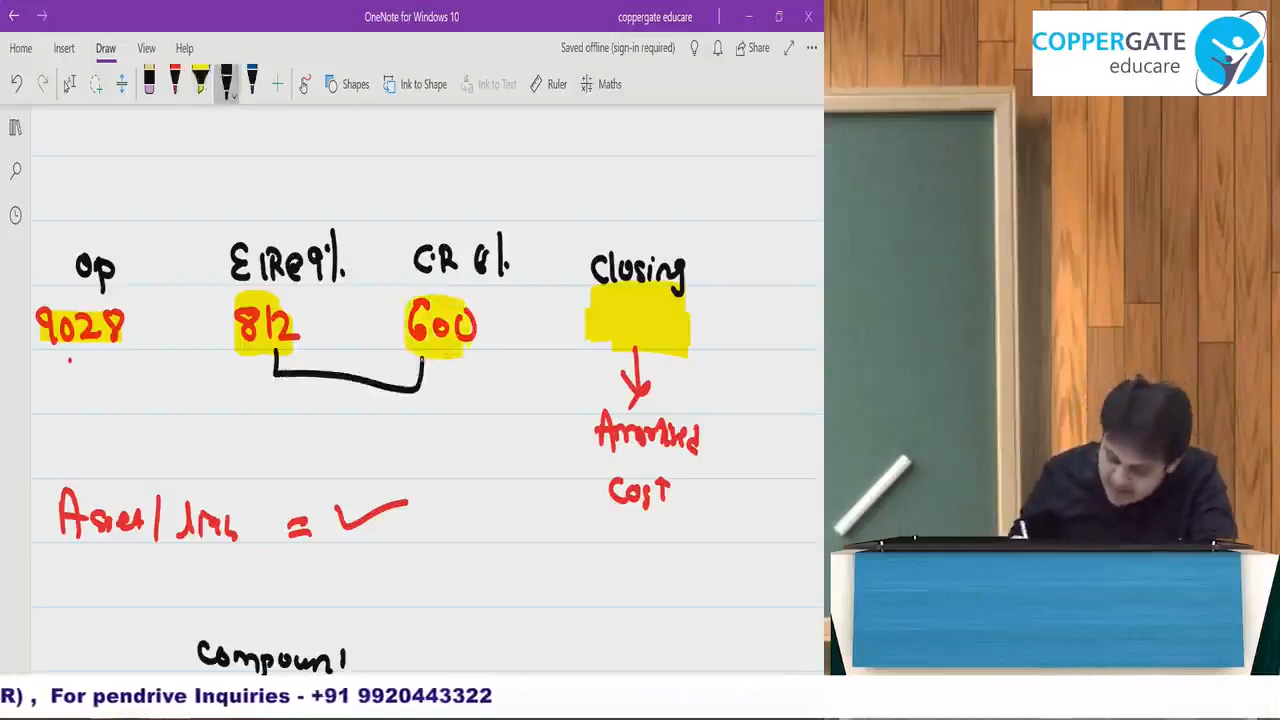 OneNote for Windows 10
coppergate educare
Home Insert Draw View Help
Saved offline (sign-in required)
Share
Shapes
Ink to Shape
Ink to Text
Ruler
Maths
COPPERGATE
educare
OP EIR@9% CR 6% Closing
9028 812 600
Amortised
Cost
Asset/ =
Compoun
R) , For pendrive Inquiries - +91 9920443322